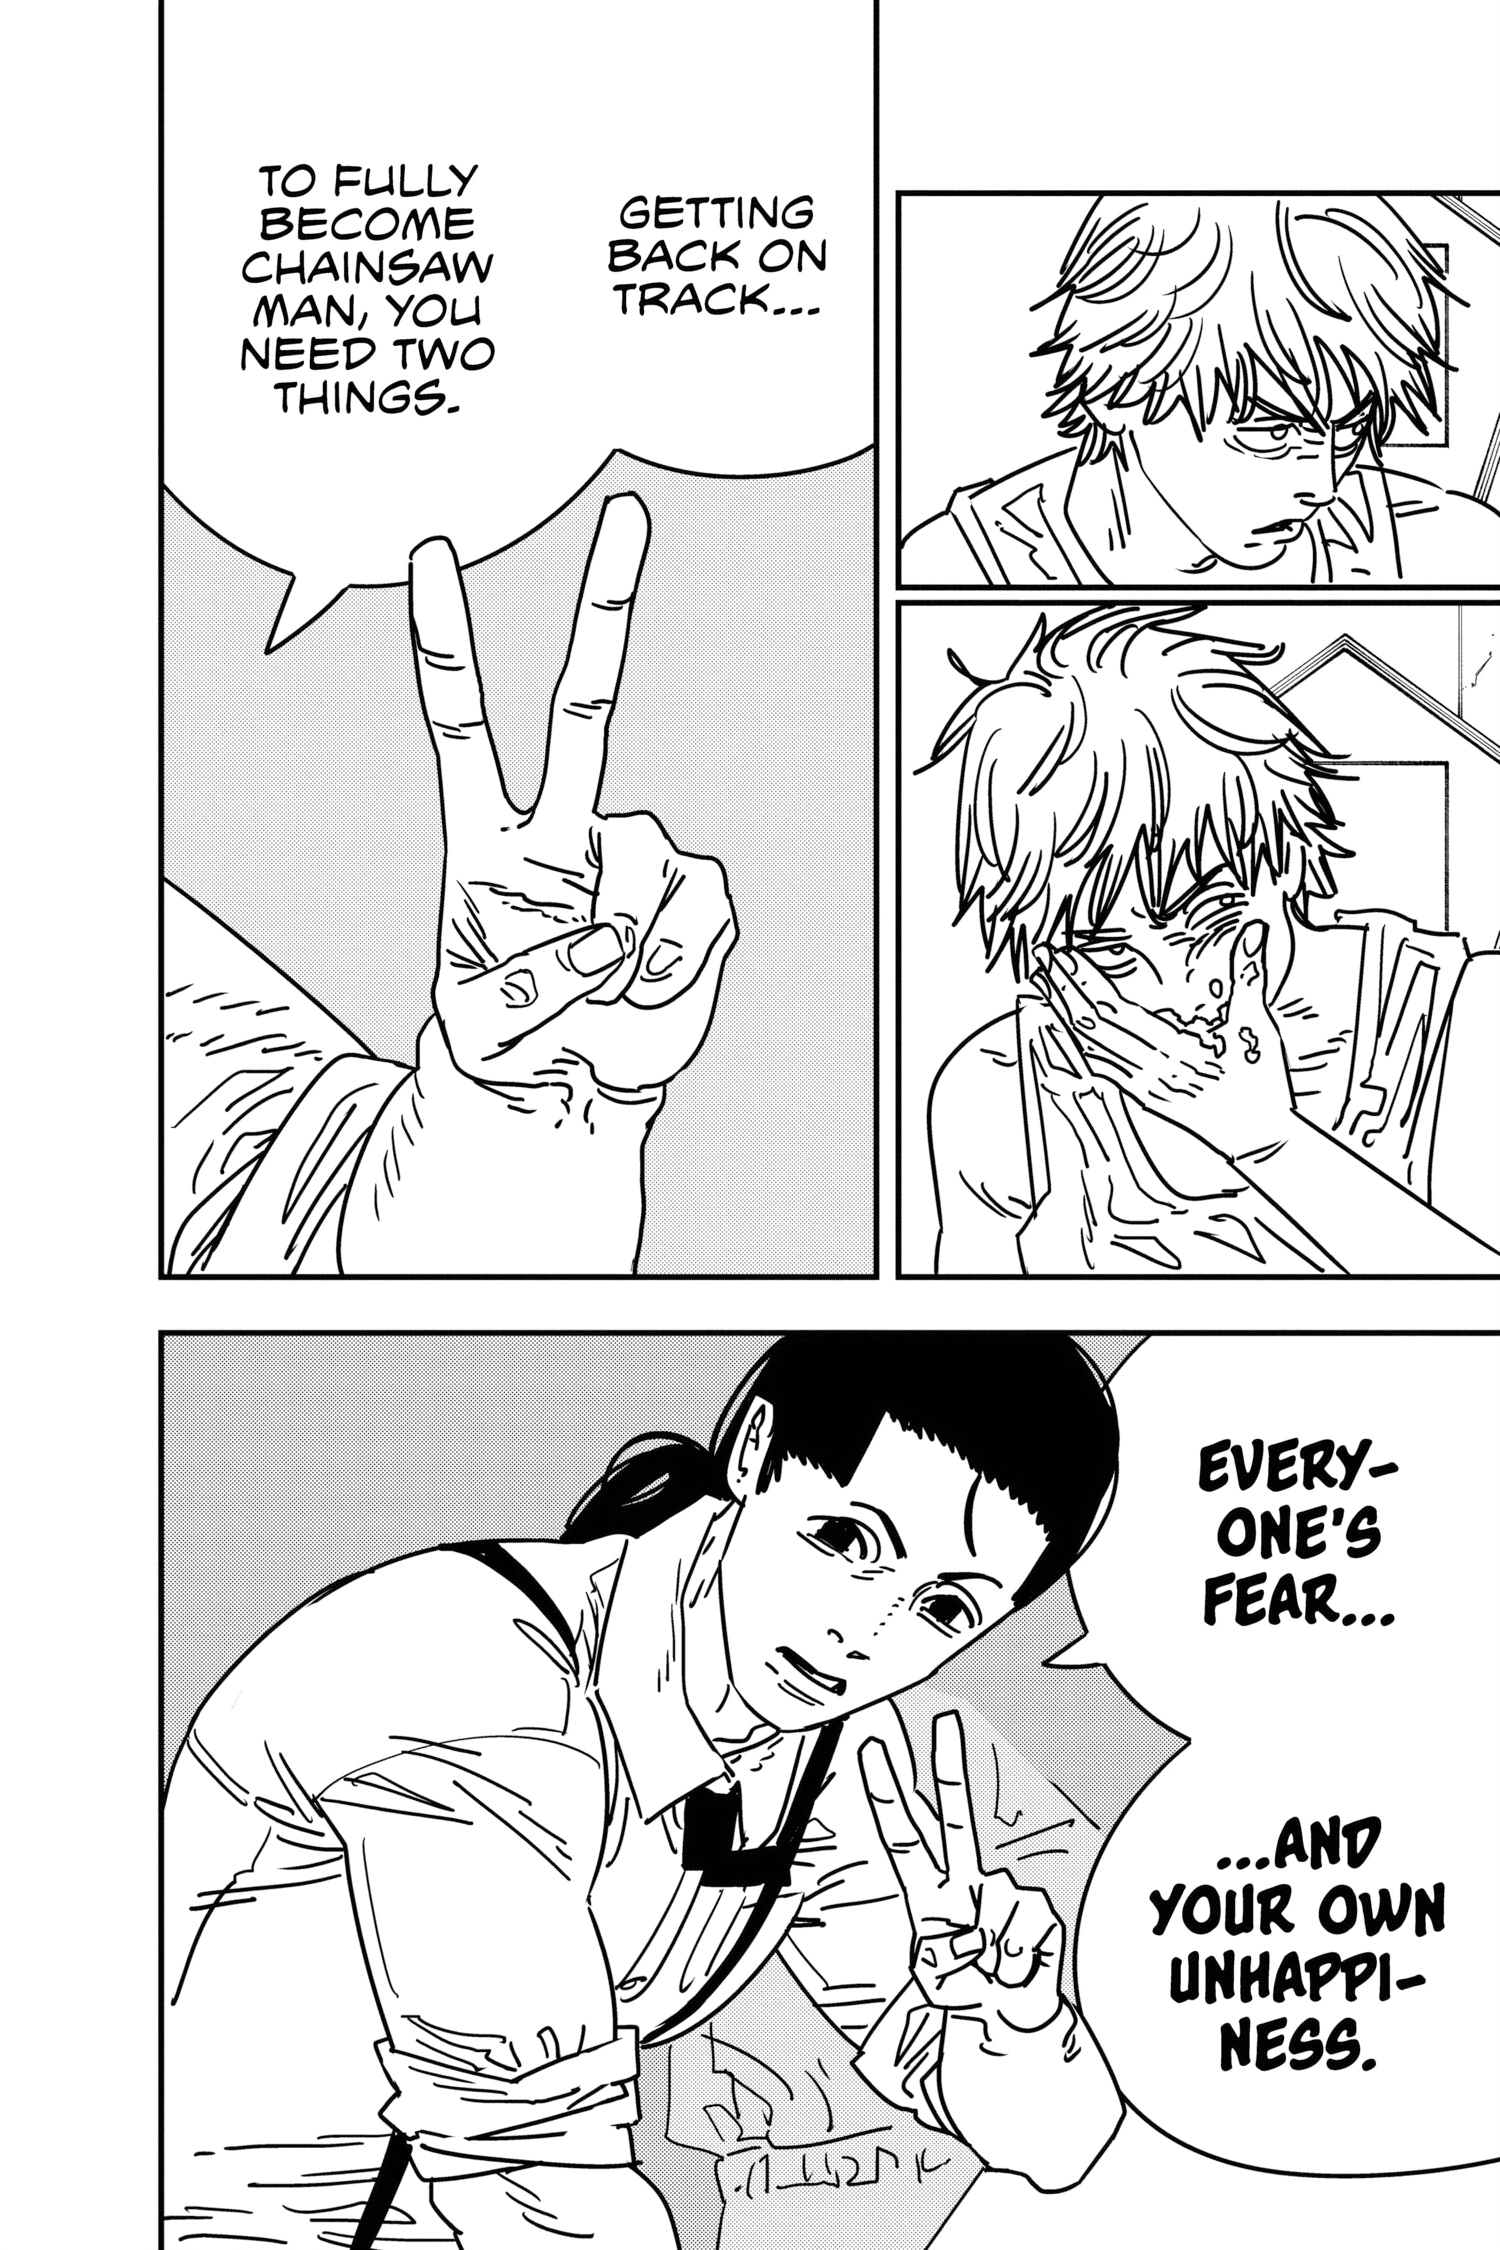 GETTING
BACK ON
TRACK...
TO FULLY
BECOME
CHAINSAW
MAN, YOU
NEED TWO
THINGS.
EVERY-
ONE'S
FEAR...
...AND
YOUR OWN
UNHAPPI-
NESS.